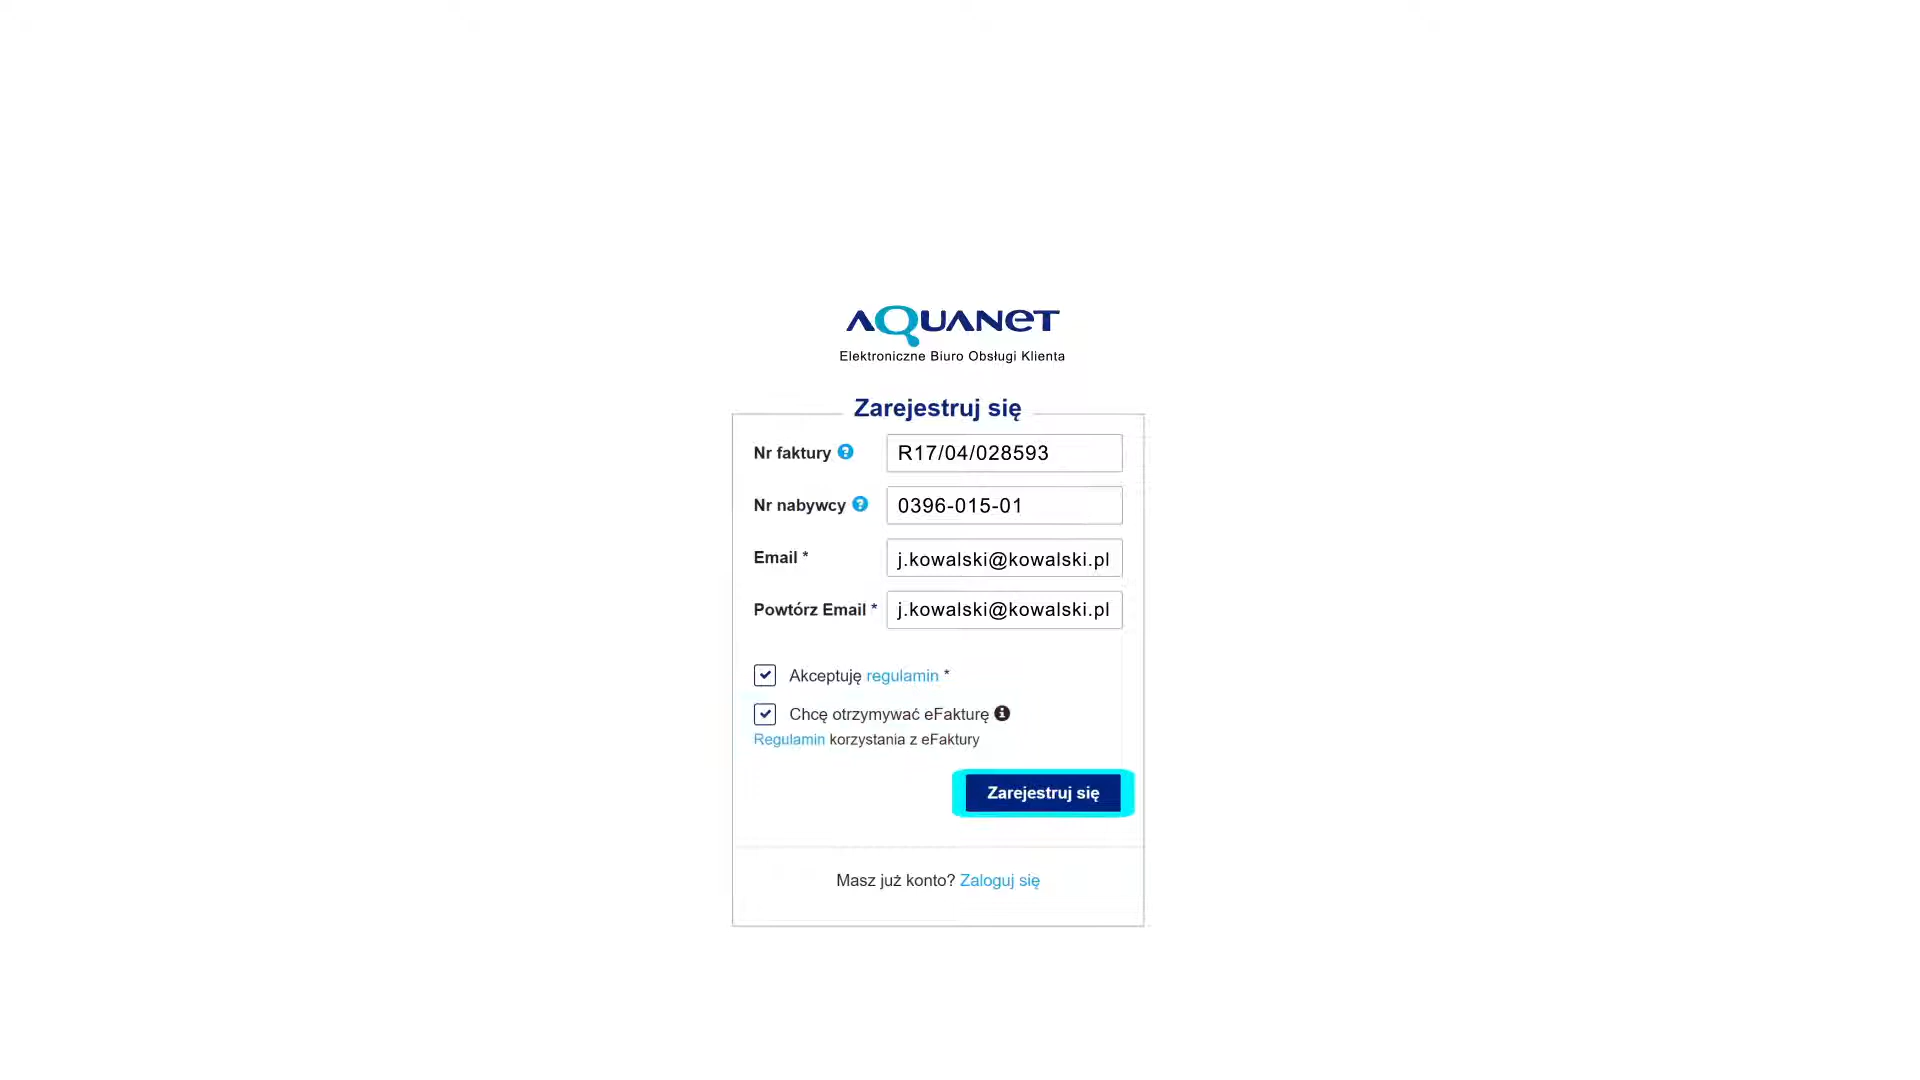 AQUANET
Elektroniczne Biuro Obsługi Klienta
Zarejestruj się
Nr faktury ? R17/04/028593
Nr nabywcy ? 0396-015-01
Email * j.kowalski@kowalski.pl
Powtórz Email * j.kowalski@kowalski.pl
Akceptuję regulamin *
Chcę otrzymywać eFakturę i
Regulamin korzystania z eFaktury
Zarejestruj się
Masz już konto? Zaloguj się